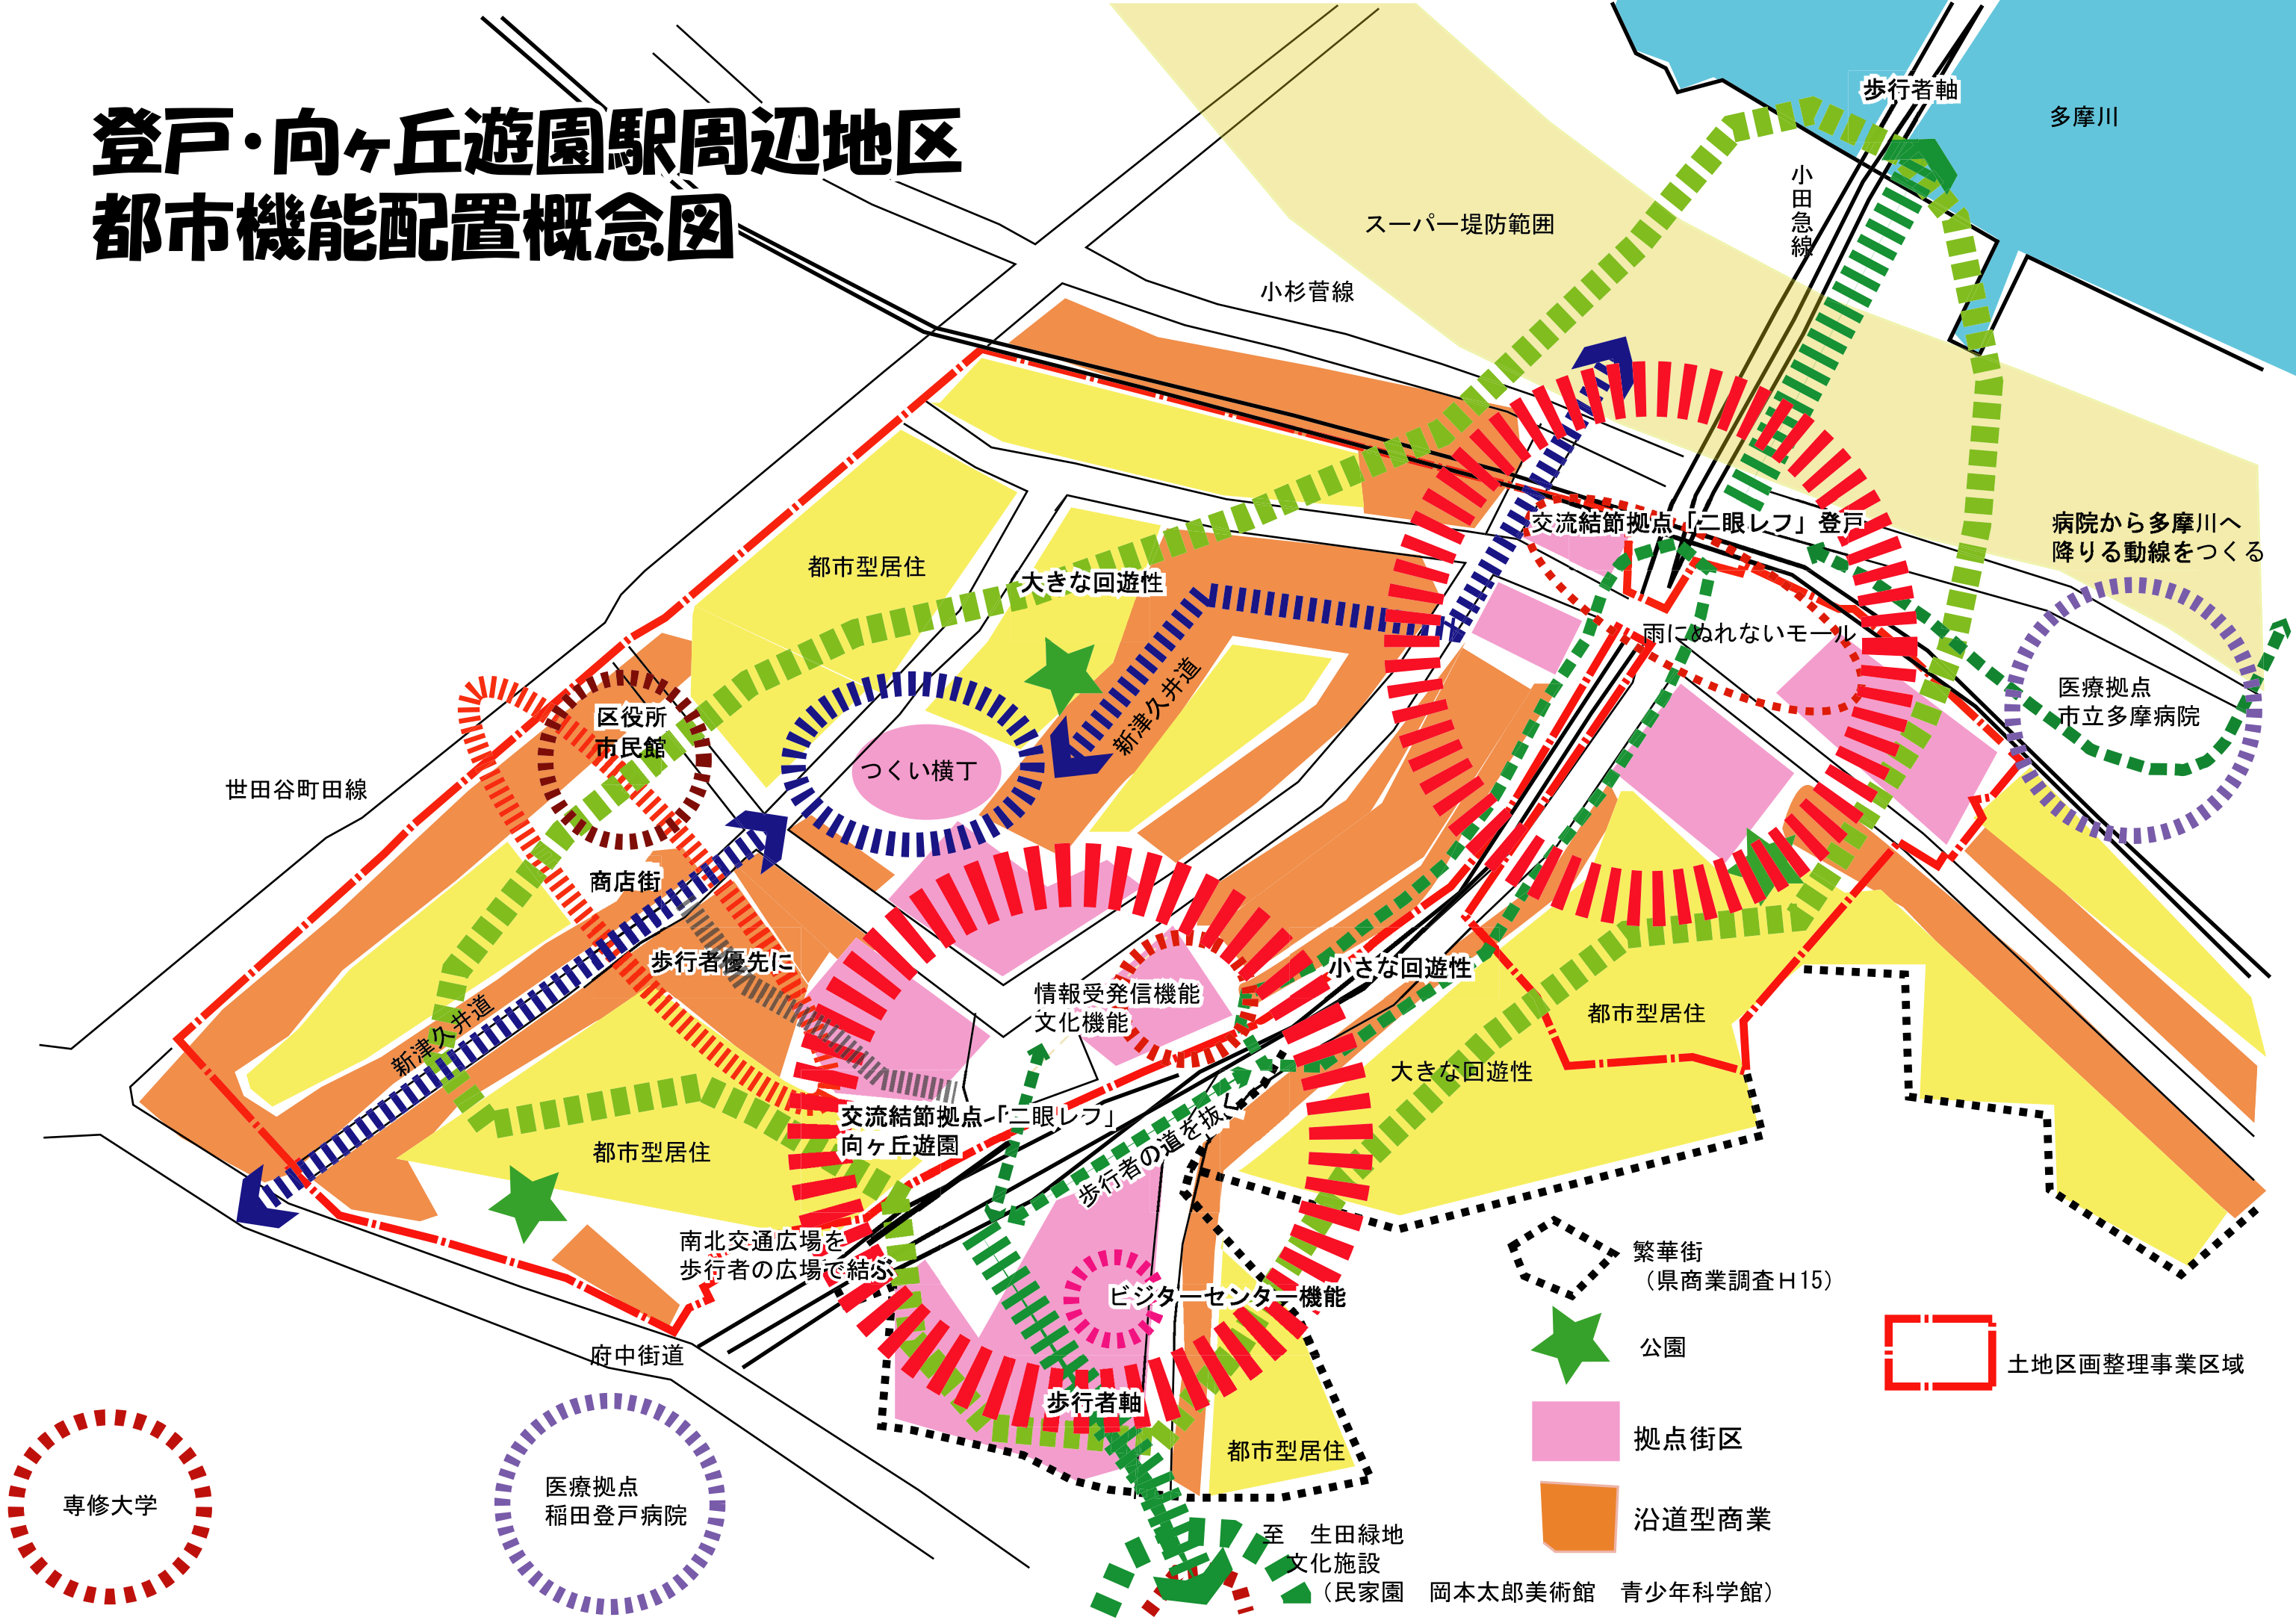 登戸・向ヶ丘遊園駅周辺地区
都市機能配置概念図
歩行者軸
多摩川
小田急線
スーパー堤防範囲
小杉菅線
交流結節拠点「二眼レフ」登戸
病院から多摩川へ
降りる動線をつくる
都市型居住
大きな回遊性
雨にぬれないモール
新津久井道
医療拠点
市立多摩病院
区役所
市民館
つくい横丁
世田谷町田線
商店街
歩行者優先に
小さな回遊性
情報受発信機能
文化機能
都市型居住
新津久井道
大きな回遊性
交流結節拠点「二眼レフ」
向ヶ丘遊園
歩行者の道を抜く
都市型居住
南北交通広場を
歩行者の広場で結ぶ
繁華街
（県商業調査Ｈ15）
ビジターセンター機能
公園
府中街道
土地区画整理事業区域
歩行者軸
拠点街区
都市型居住
専修大学
医療拠点
稲田登戸病院
沿道型商業
至　生田緑地
文化施設
（民家園　岡本太郎美術館　青少年科学館）